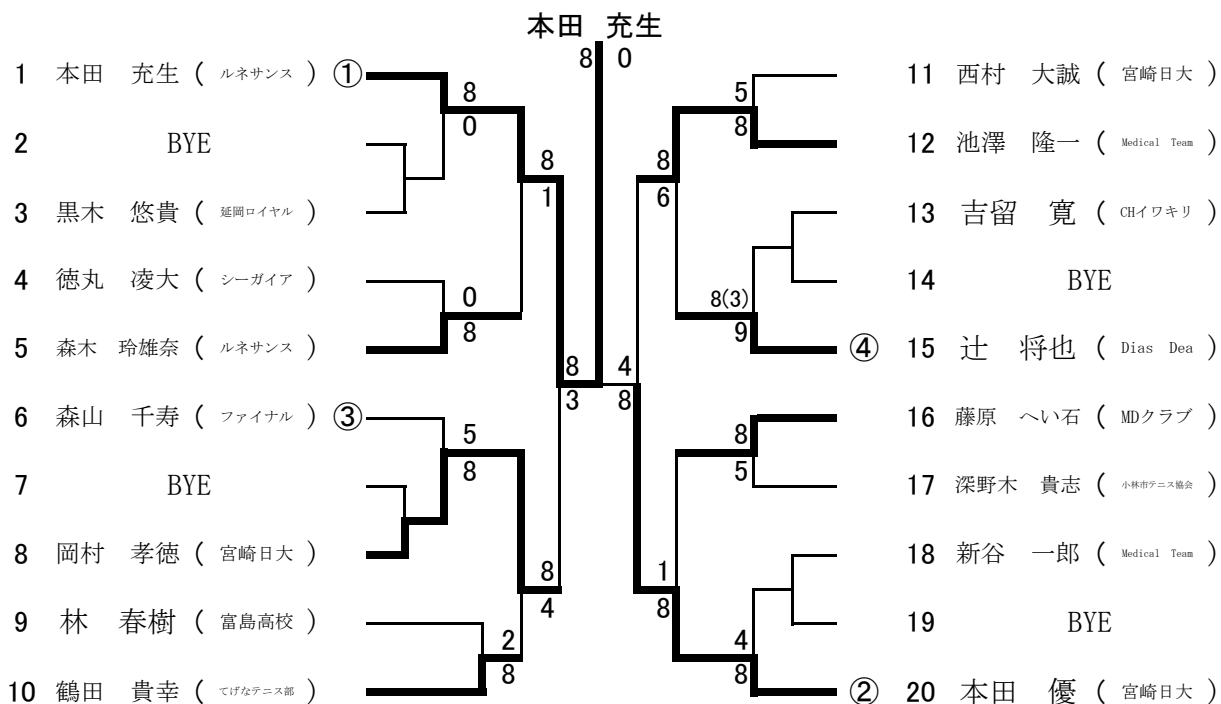 本田 充生
8 0
1 本田 充生 ( ルネサンス ) ①
8
0
2 BYE
8
1
3 黒木 悠貴 ( 延岡ロイヤル )
4 徳丸 凌大 ( シーガイア )
0
8
5 森木 玲雄奈 ( ルネサンス )
8
3
6 森山 千寿 ( ファイナル ) ③
5
8
7 BYE
8 岡村 孝徳 ( 宮崎日大 )
8
4
9 林 春樹 ( 富島高校 )
2
8
10 鶴田 貴幸 ( てげなテニス部 )
11 西村 大誠 ( 宮崎日大 )
5
8
12 池澤 隆一 ( Medical Team )
8
6
13 吉留 寛 ( CHイワキリ )
14 BYE
8(3)
9
④ 15 辻 将也 ( Dias Dea )
4
8
16 藤原 へい石 ( MDクラブ )
8
5
17 深野木 貴志 ( 小林市テニス協会 )
18 新谷 一郎 ( Medical Team )
1
8
19 BYE
4
8
② 20 本田 優 ( 宮崎日大 )